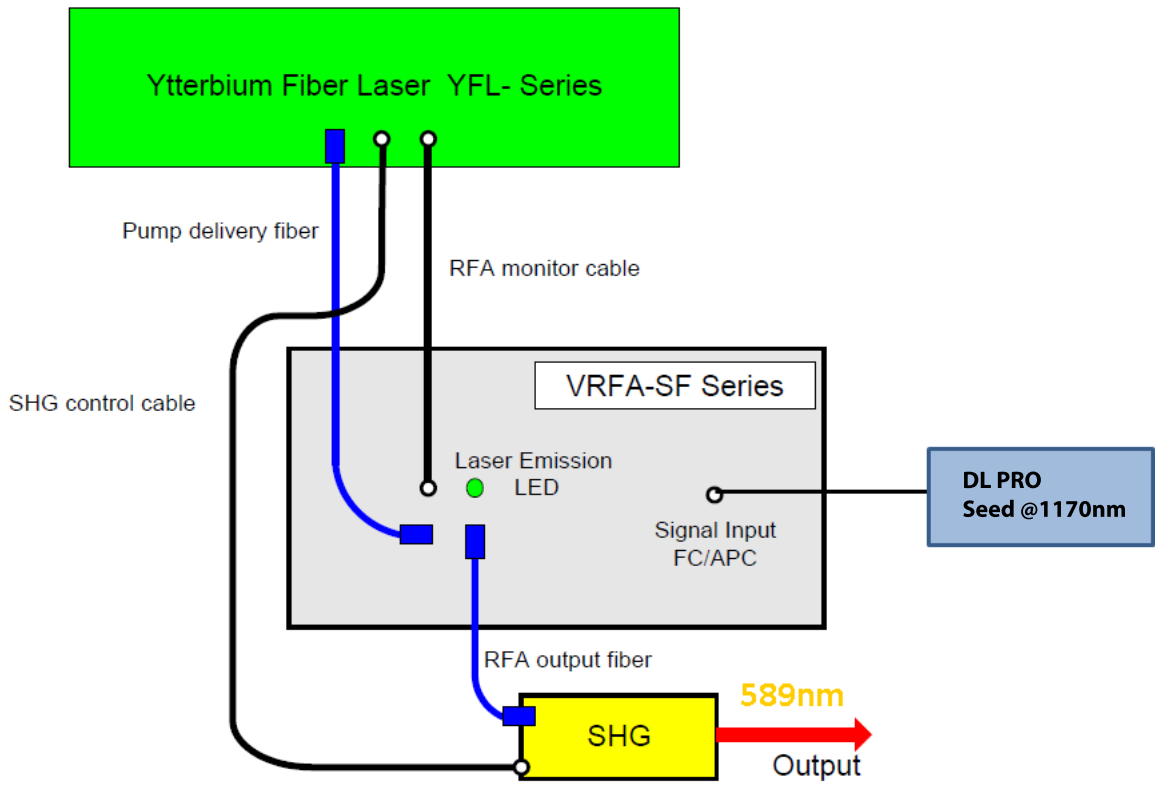 Ytterbium Fiber Laser YFL- Series
Pump delivery fiber
RFA monitor cable
SHG control cable
VRFA-SF Series
Laser Emission
LED
Signal Input
FC/APC
DL PRO
Seed @1170nm
RFA output fiber
SHG
589nm
Output